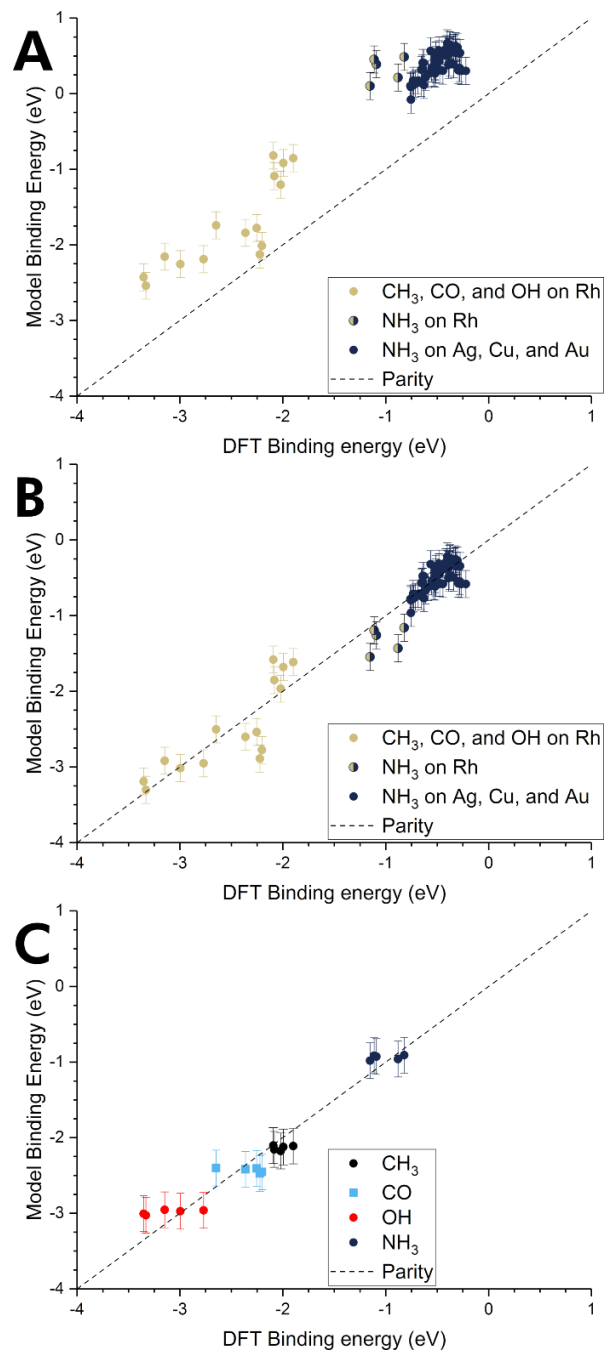 A
1
0
-1
-2
-3
-4
Model Binding Energy (eV)
CH₃, CO, and OH on Rh
NH₃ on Rh
NH₃ on Ag, Cu, and Au
Parity
-4 -3 -2 -1 0 1
DFT Binding energy (eV)
B
1
0
-1
-2
-3
-4
Model Binding Energy (eV)
CH₃, CO, and OH on Rh
NH₃ on Rh
NH₃ on Ag, Cu, and Au
Parity
-4 -3 -2 -1 0 1
DFT Binding energy (eV)
C
1
0
-1
-2
-3
-4
Model Binding Energy (eV)
CH₃
CO
OH
NH₃
Parity
-4 -3 -2 -1 0 1
DFT Binding Energy (eV)